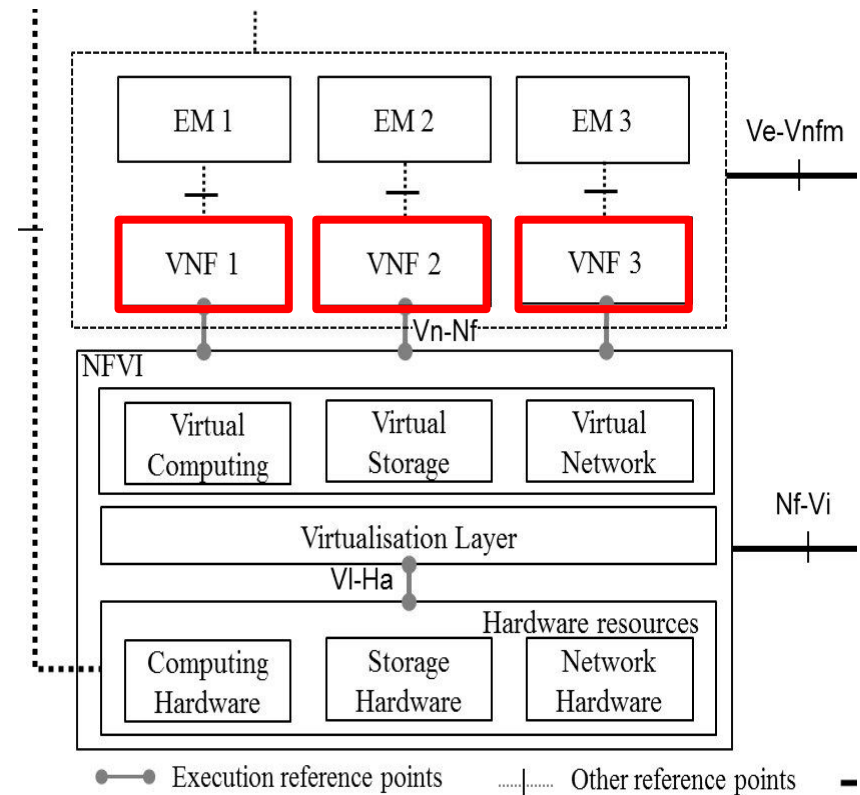 EM 1
EM 2
EM 3
Ve-Vnfm
VNF 1
VNF 2
VNF 3
Vn-Nf
NFVI
Virtual
Computing
Virtual
Storage
Virtual
Network
Nf-Vi
Virtualisation Layer
Vl-Ha
Hardware resources
Computing
Hardware
Storage
Hardware
Network
Hardware
Execution reference points
Other reference points